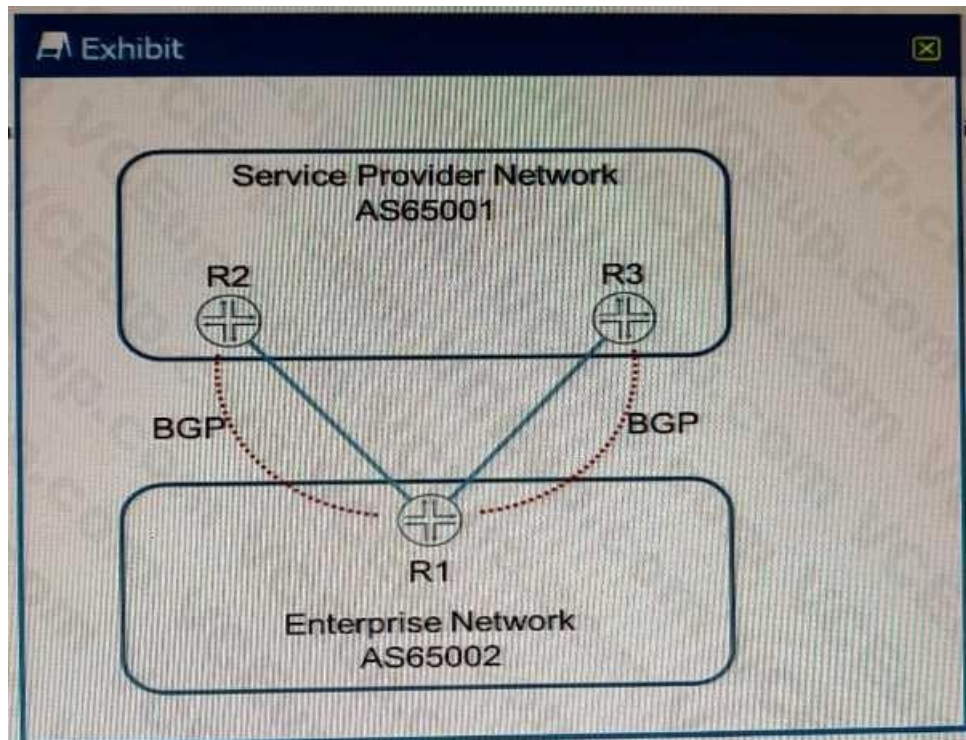 Exhibit
Service Provider Network
AS65001
R2
R3
BGP
BGP
R1
Enterprise Network
AS65002